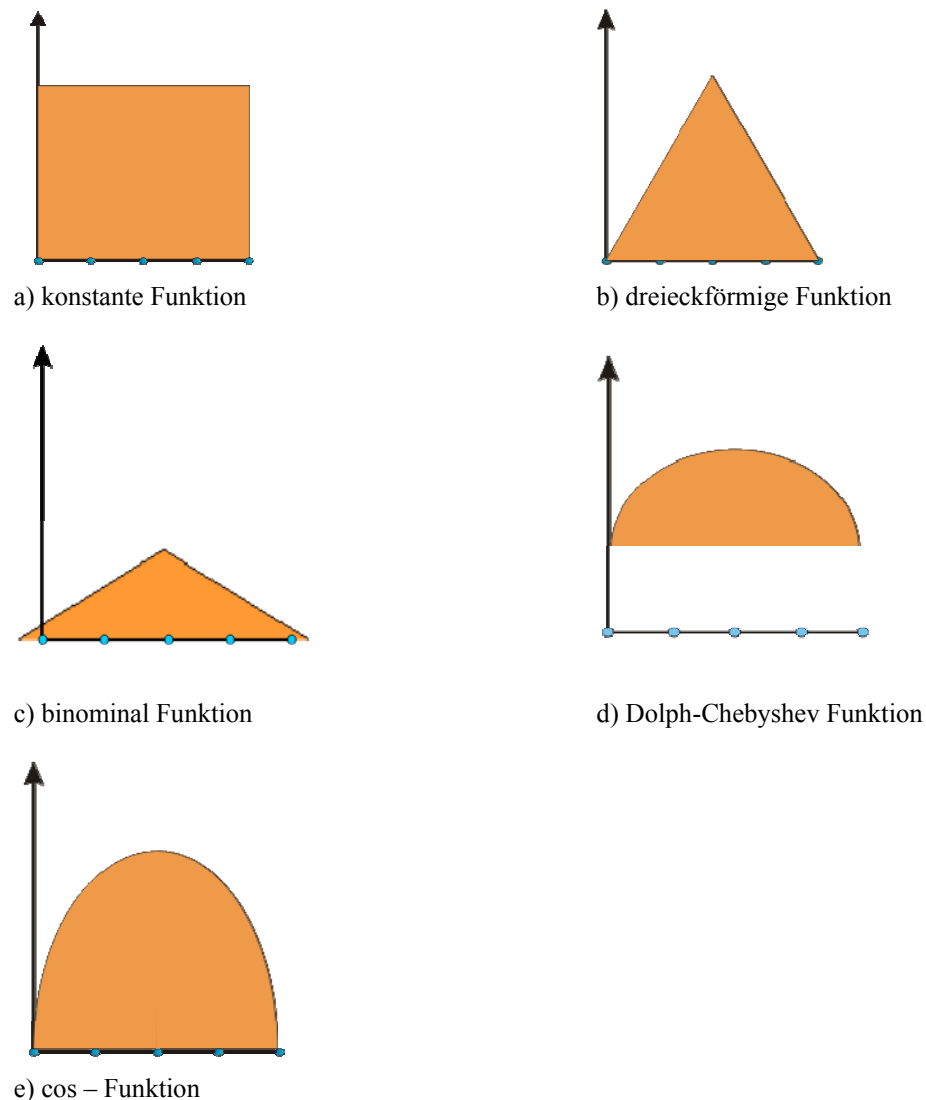 a) konstante Funktion
b) dreieckförmige Funktion
c) binominal Funktion
d) Dolph-Chebyshev Funktion
e) cos – Funktion